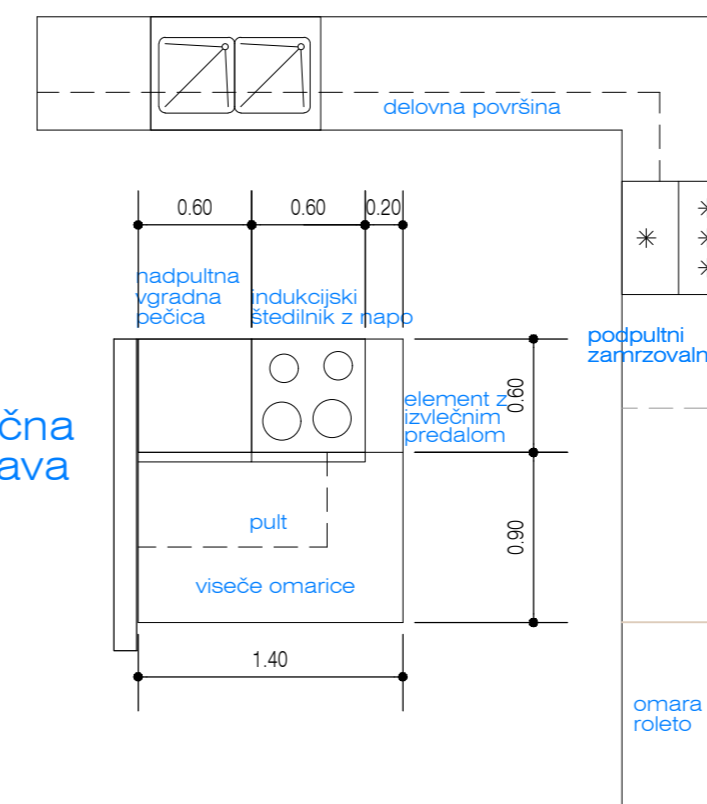 delovna površina
0.60
0.60
0.20
nadpultna
vgradna
pečica
indukcijski
štedilnik z napo
podpultni
zamrzovaln
element z
izvlečnim
predalom
0.60
čna
ava
0.90
pult
viseče omarice
1.40
omara
roleto